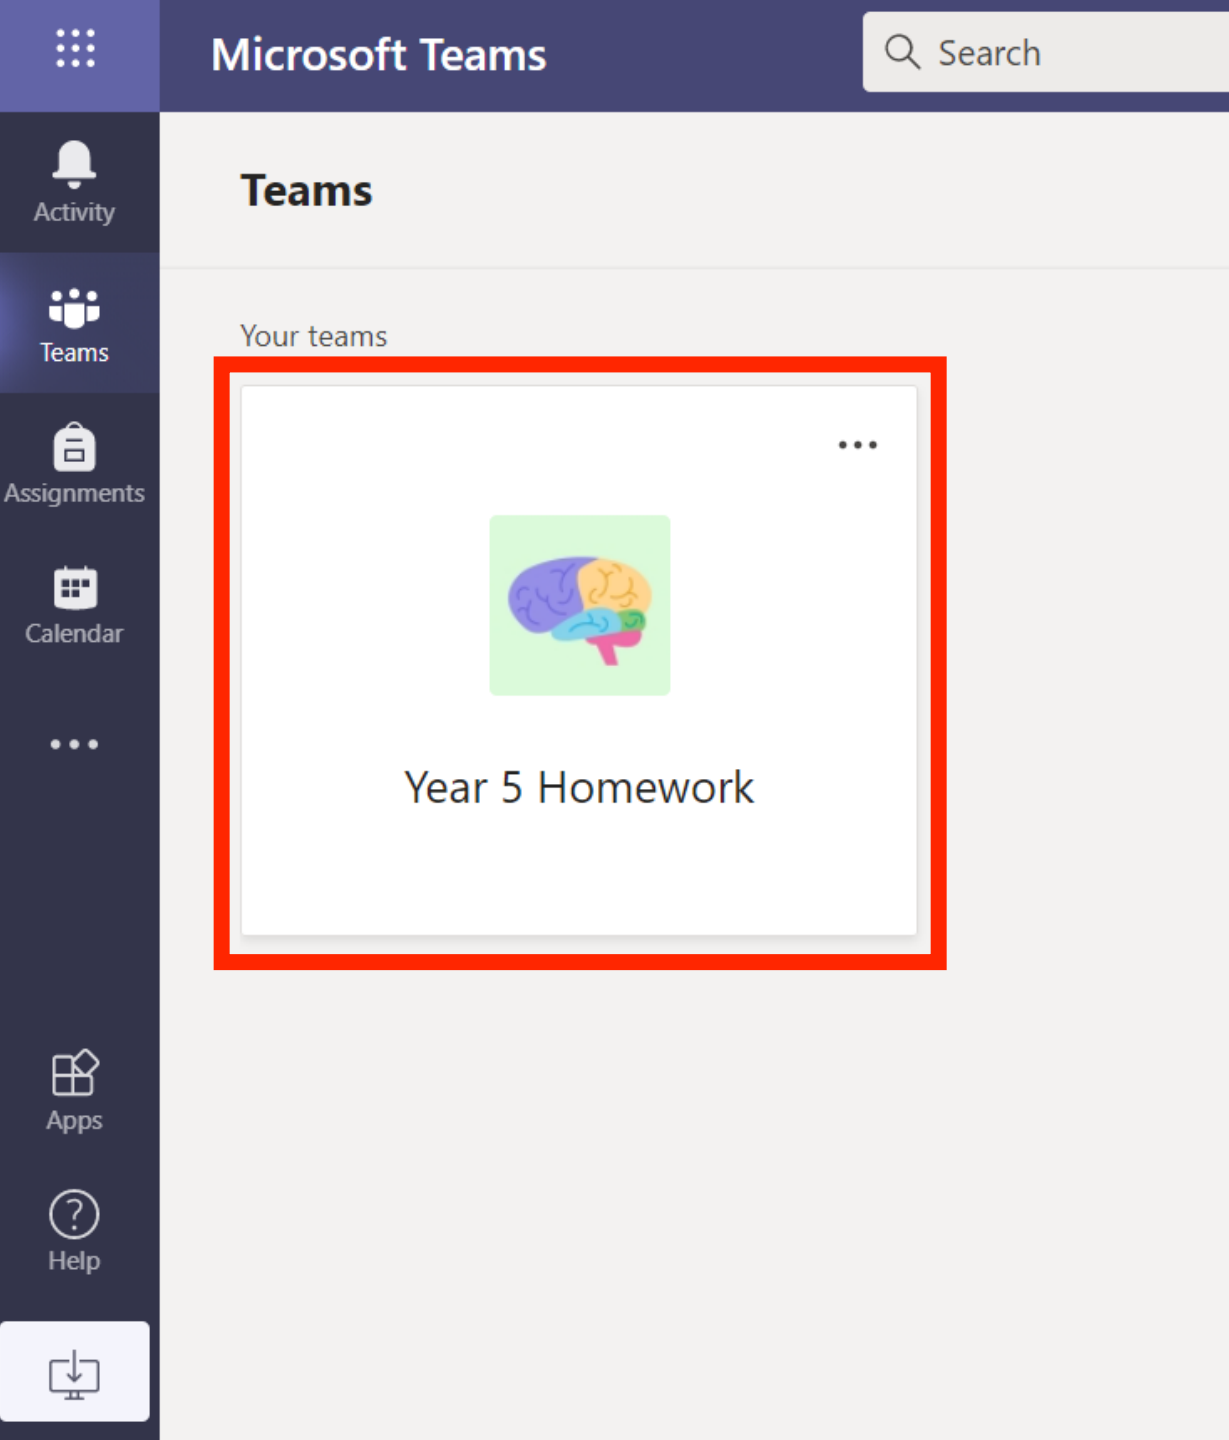 Microsoft Teams
Search
Activity
Teams
Assignments
Calendar
Apps
Help
Teams
Your teams
Year 5 Homework